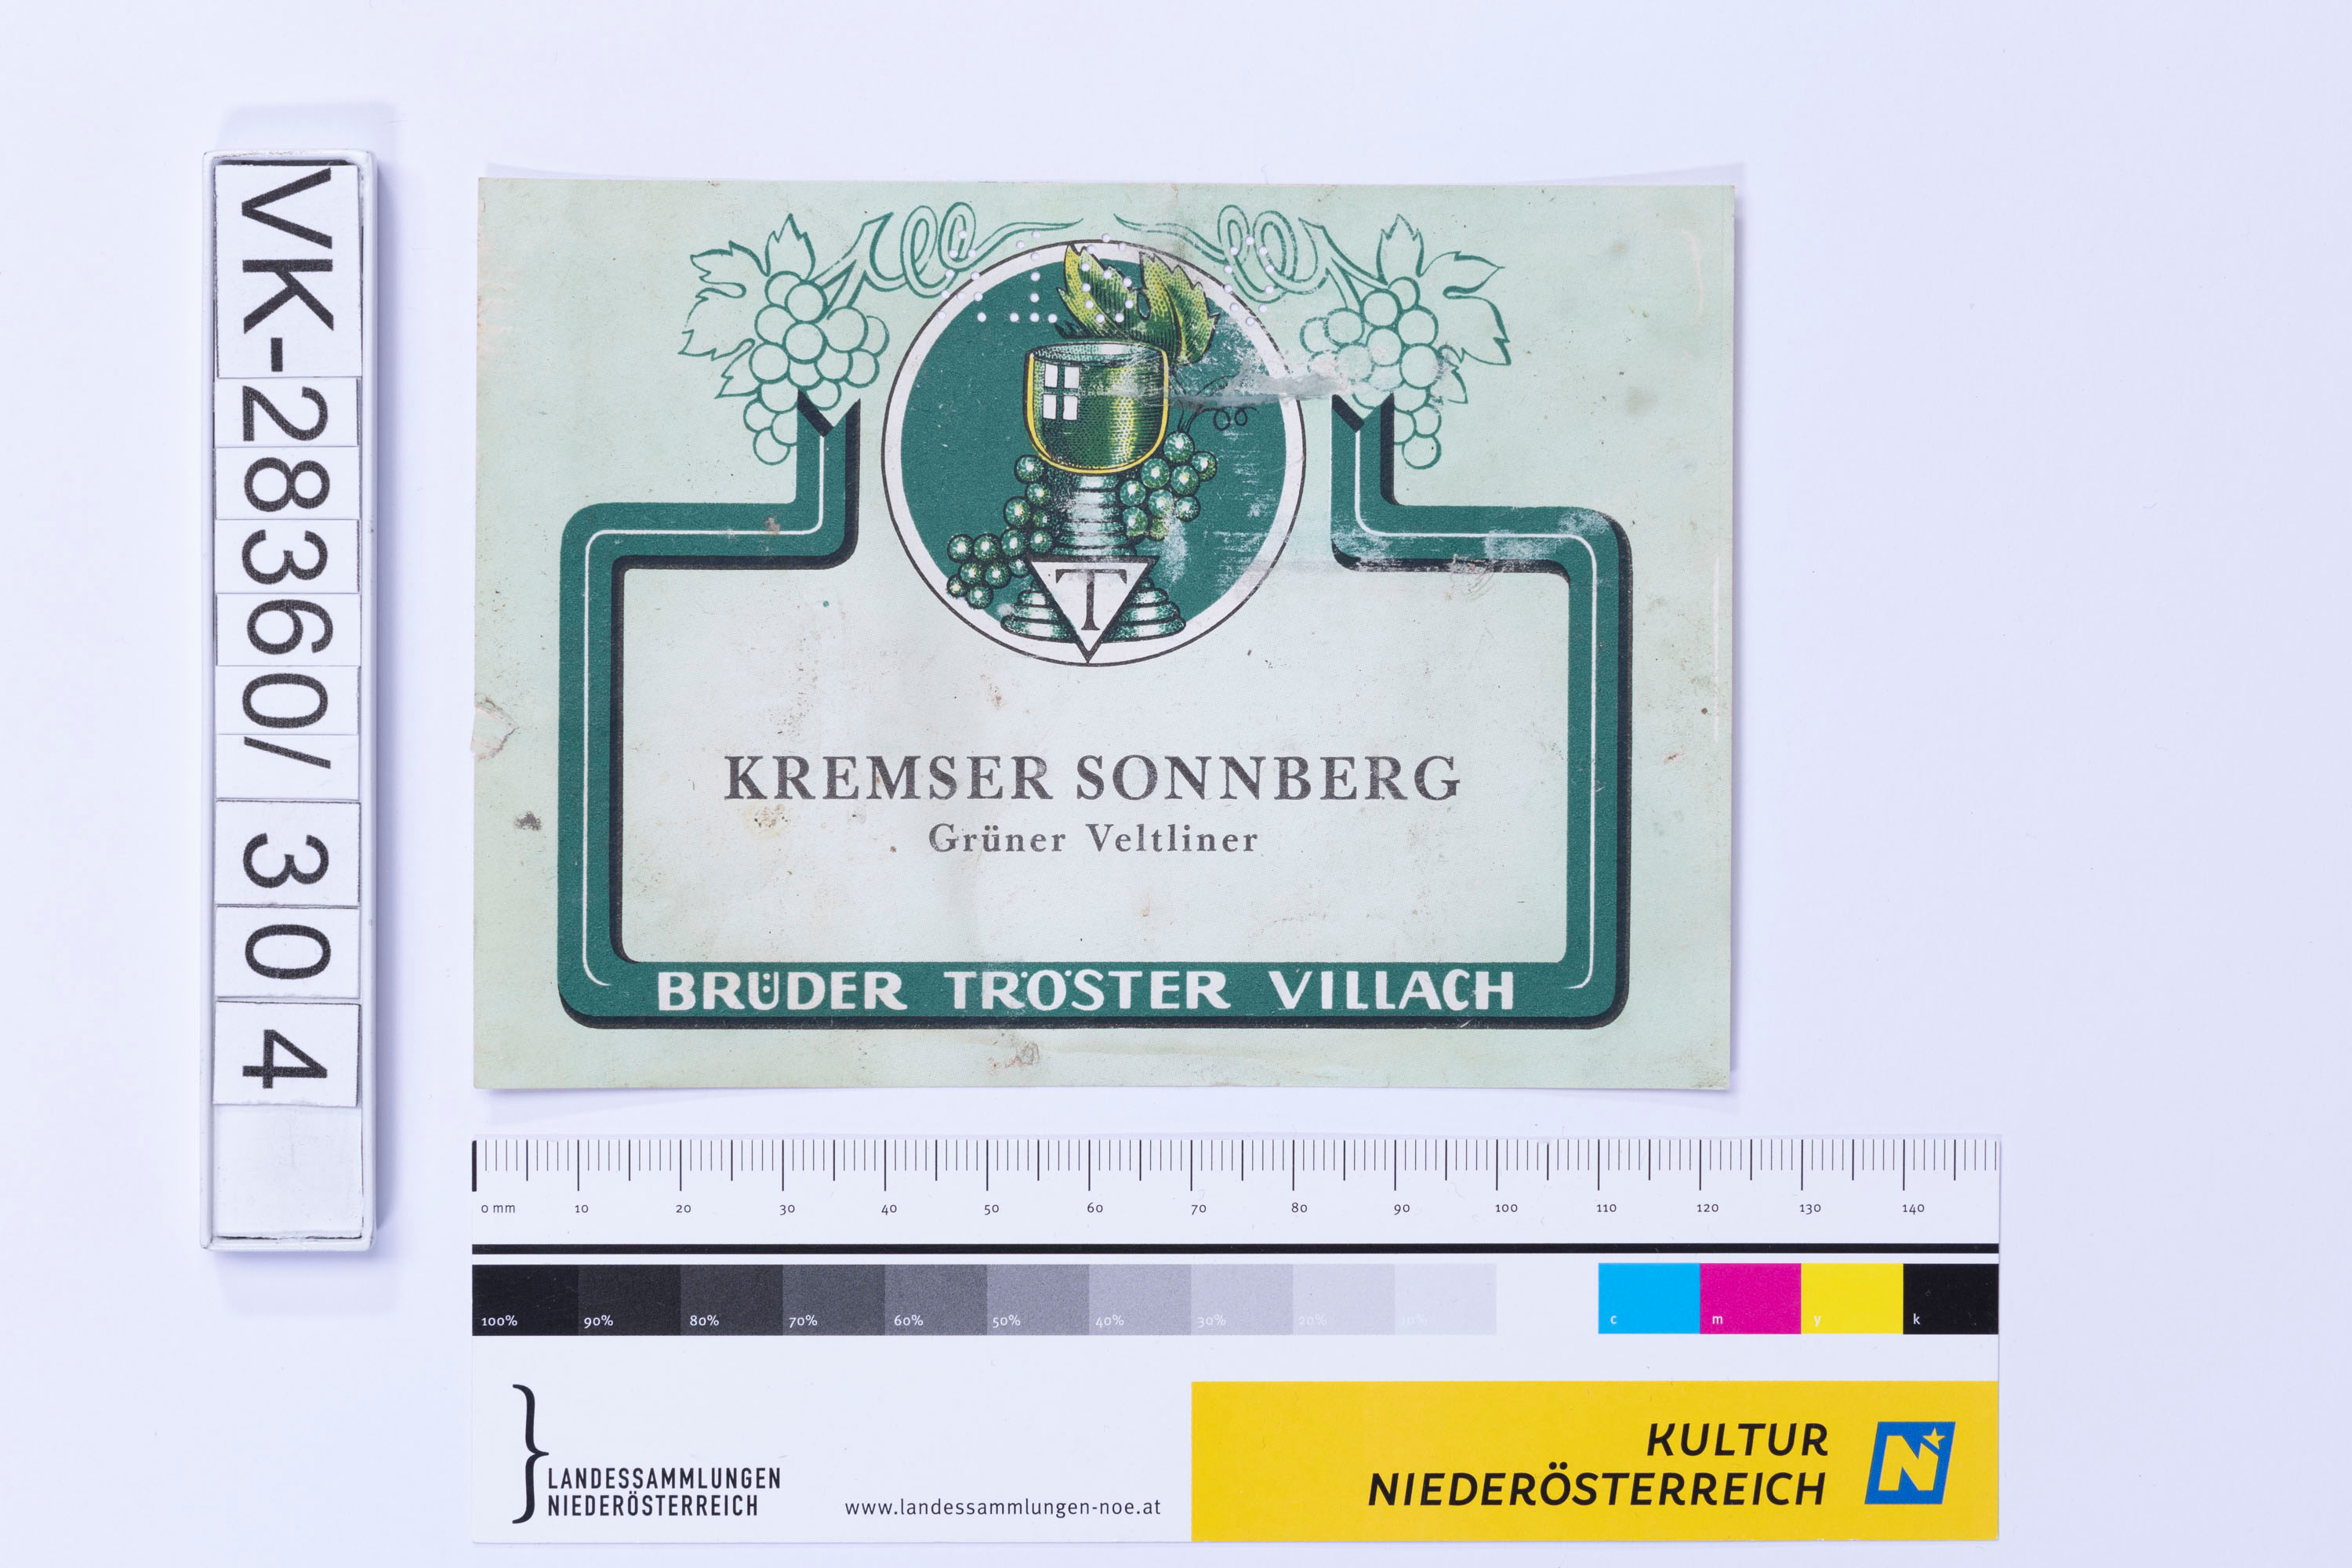 VK-28360/304
T
KREMSER SONNBERG
Grüner Veltliner
BRÜDER TRÖSTER VILLACH
0 mm 10 20 30 40 50 60 70 80 90 100 110 120 130 140
100% 90% 80% 70% 60% 50% 40% 30% 20% 10% c m y k
LANDESSAMMLUNGEN
NIEDERÖSTERREICH
www.landessammlungen-noe.at
KULTUR
NIEDERÖSTERREICH
N